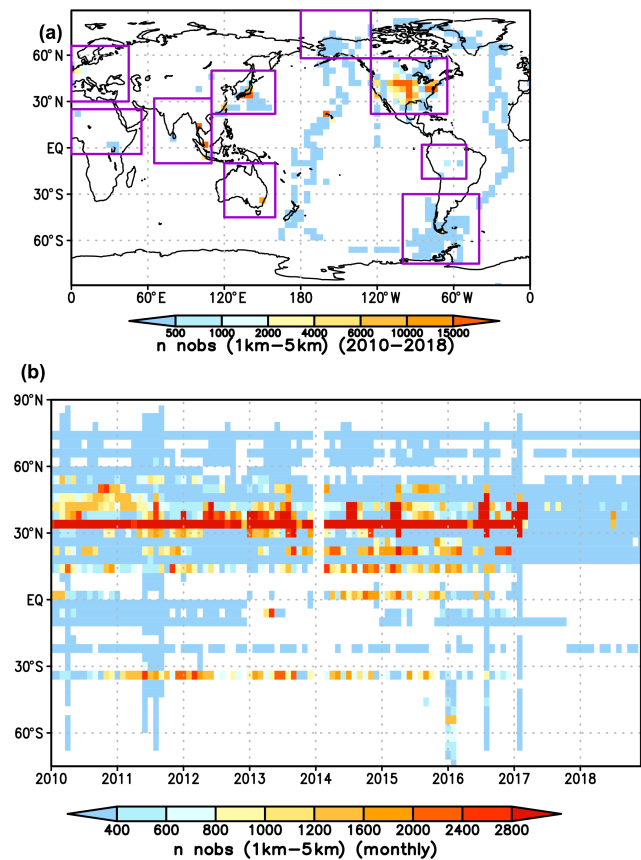 (a)
60°N
30°N
EQ
30°S
60°S
0 60°E 120°E 180 120°W 60°W 0
500 1000 2000 4000 6000 10000 15000
n nobs (1km−5km) (2010−2018)
(b)
90°N
60°N
30°N
EQ
30°S
60°S
2010 2011 2012 2013 2014 2015 2016 2017 2018
400 600 800 1000 1200 1600 2000 2400 2800
n nobs (1km−5km) (monthly)